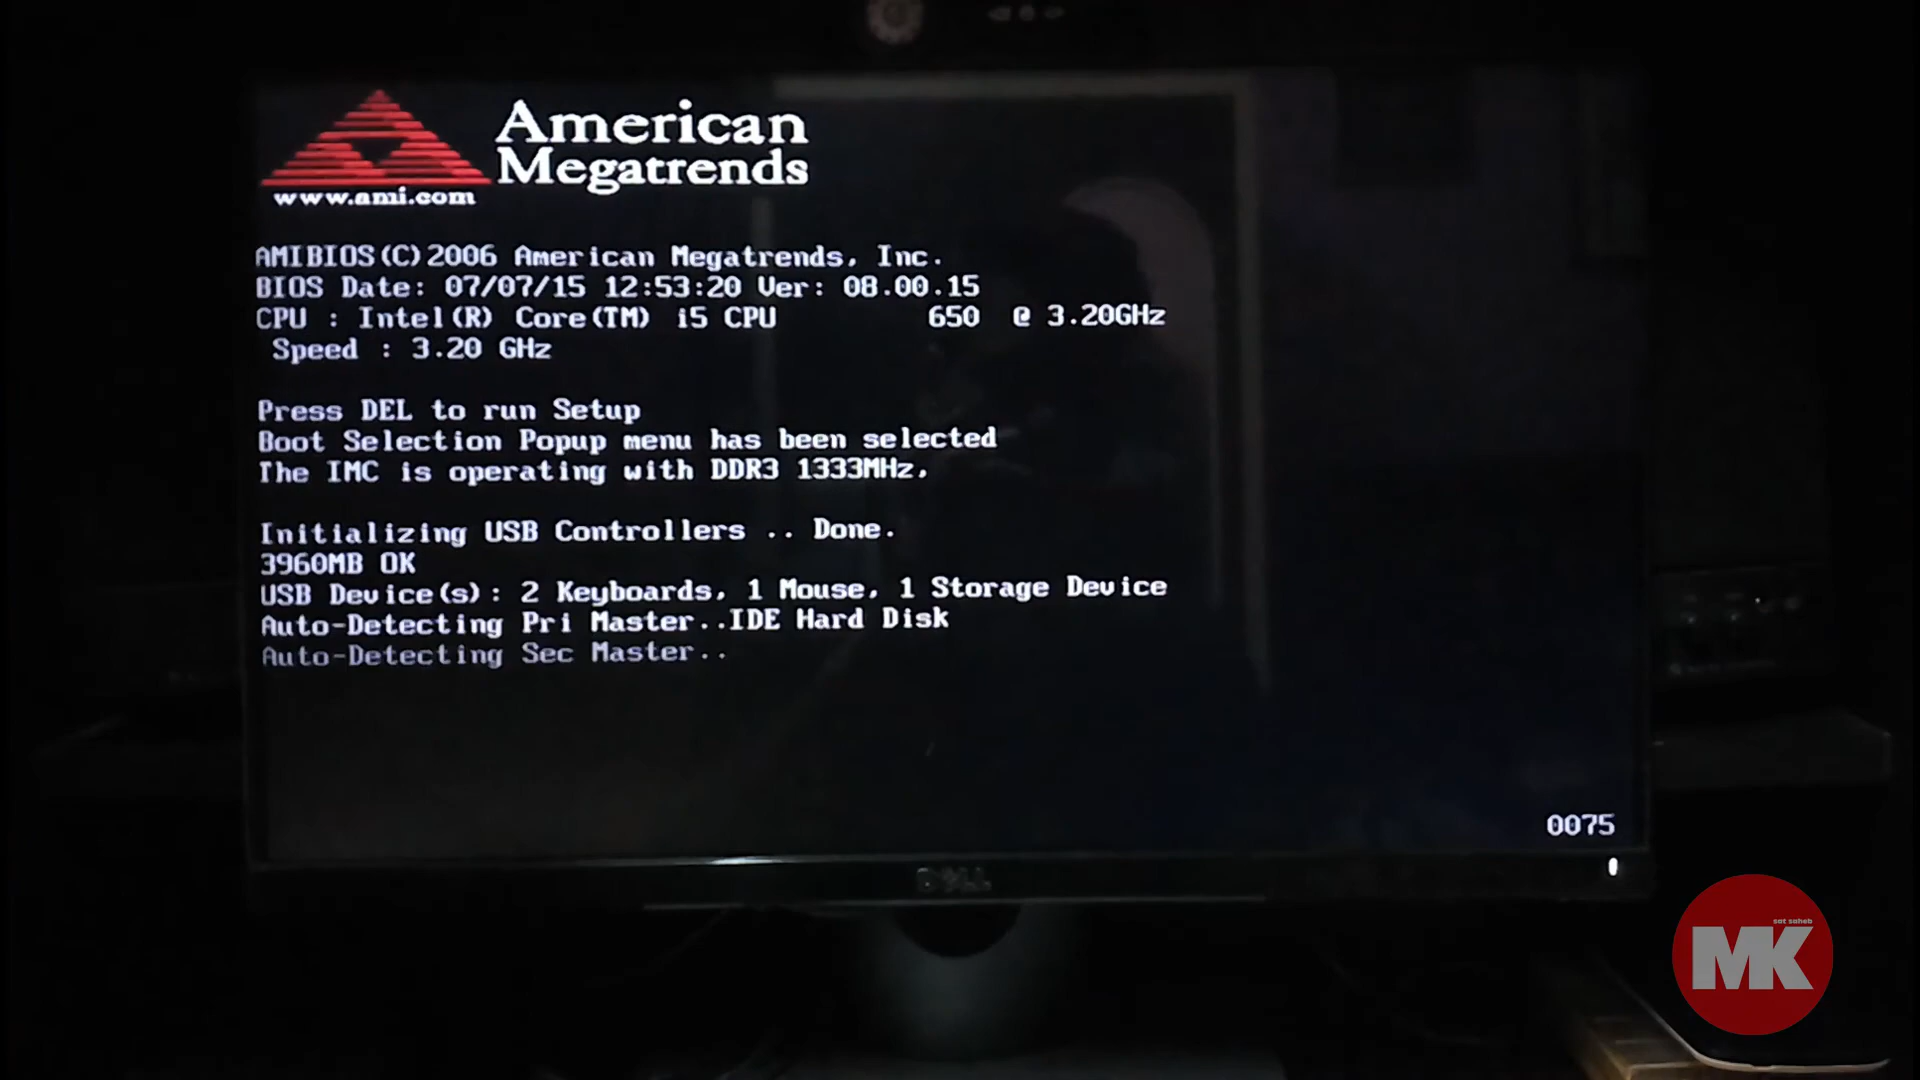 American
Megatrends
www.ami.com
AMIBIOS(C)2006 American Megatrends, Inc.
BIOS Date: 07/07/15 12:53:20 Ver: 08.00.15
CPU : Intel(R) Core(TM) i5 CPU 650 @ 3.20GHz
Speed : 3.20 GHz
Press DEL to run Setup
Boot Selection Popup menu has been selected
The IMC is operating with DDR3 1333MHz,
Initializing USB Controllers .. Done.
3960MB OK
USB Device(s): 2 Keyboards, 1 Mouse, 1 Storage Device
Auto-Detecting Pri Master..IDE Hard Disk
Auto-Detecting Sec Master..
0075
DELL
sat saheb
MK